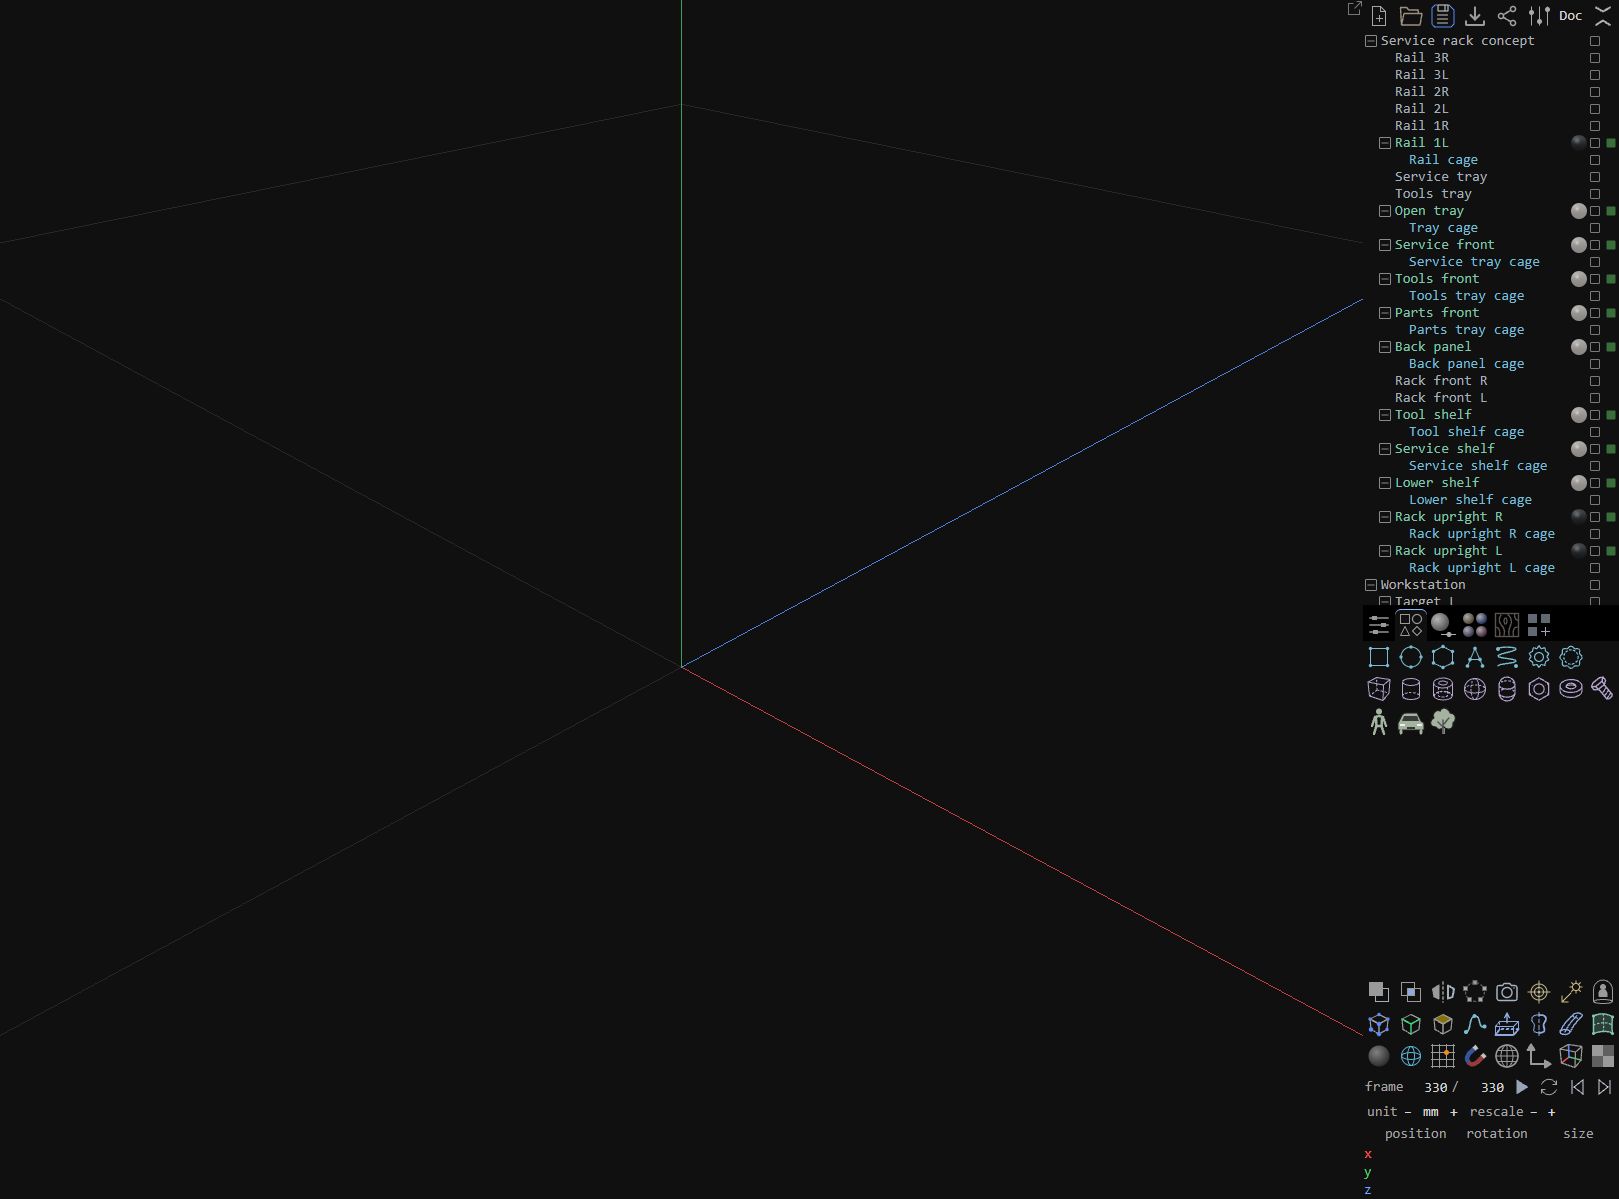 Doc
Service rack concept
Rail 3R
Rail 3L
Rail 2R
Rail 2L
Rail 1R
Rail 1L
Rail cage
Service tray
Tools tray
Open tray
Tray cage
Service front
Service tray cage
Tools front
Tools tray cage
Parts front
Parts tray cage
Back panel
Back panel cage
Rack front R
Rack front L
Tool shelf
Tool shelf cage
Service shelf
Service shelf cage
Lower shelf
Lower shelf cage
Rack upright R
Rack upright R cage
Rack upright L
Rack upright L cage
Workstation
Target L
frame 330 / 330
unit - mm + rescale - +
position rotation size
x
y
z